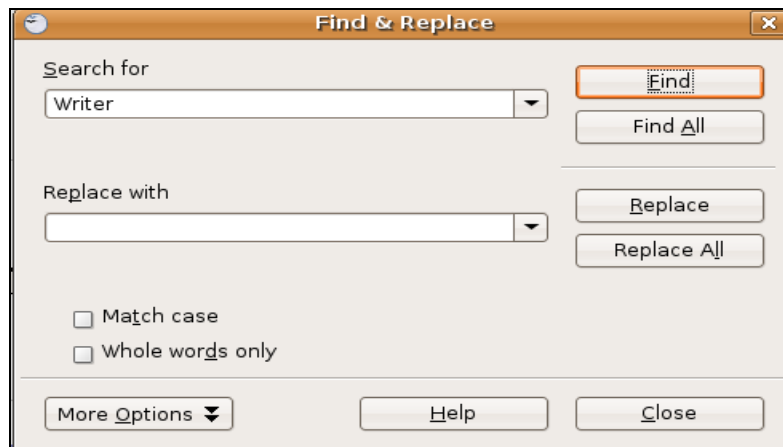 Find & Replace
Search for
Writer
Find
Find All
Replace with
Replace
Replace All
Match case
Whole words only
More Options
Help
Close